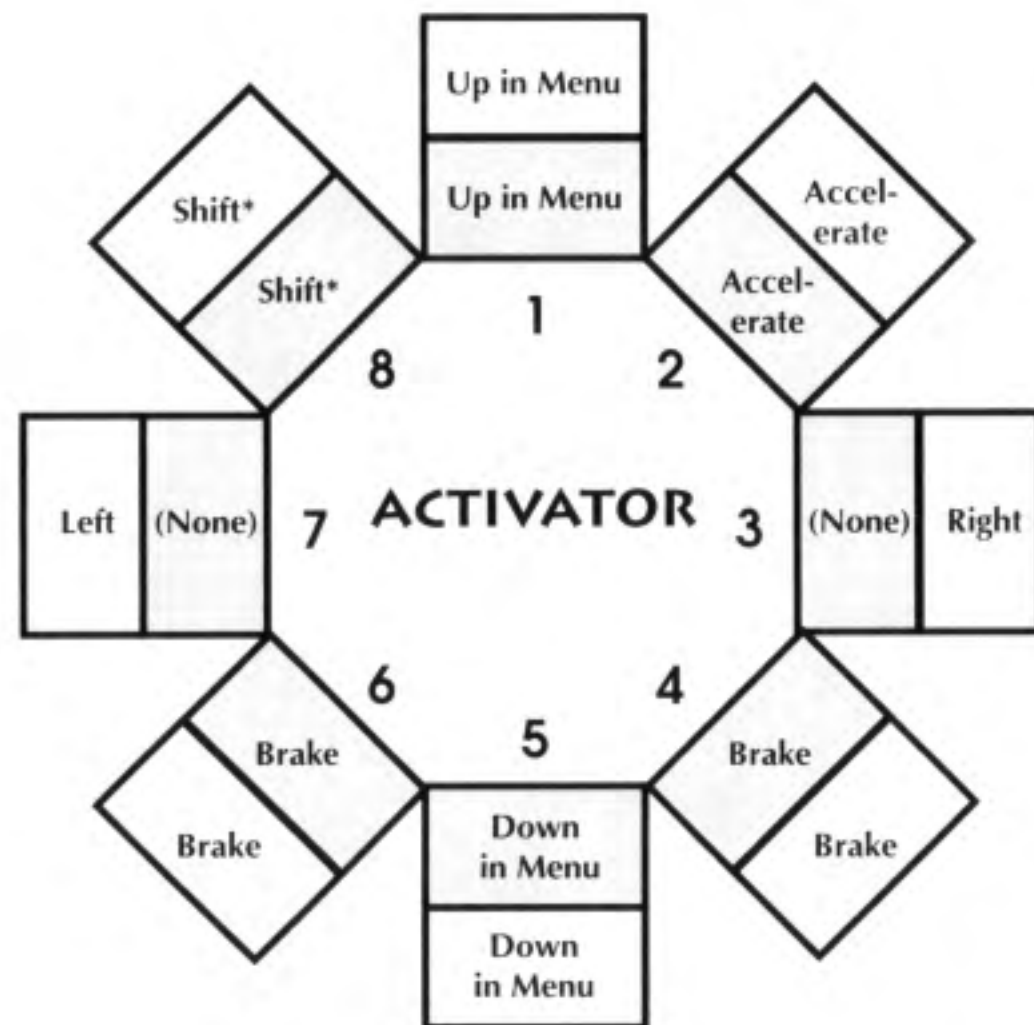 Up in Menu
Up in Menu
1
Accel-
erate
Accel-
erate
2
(None)
Right
3
Brake
Brake
4
Down
in Menu
Down
in Menu
5
Brake
Brake
6
Left
(None)
7
Shift*
Shift*
8
ACTIVATOR